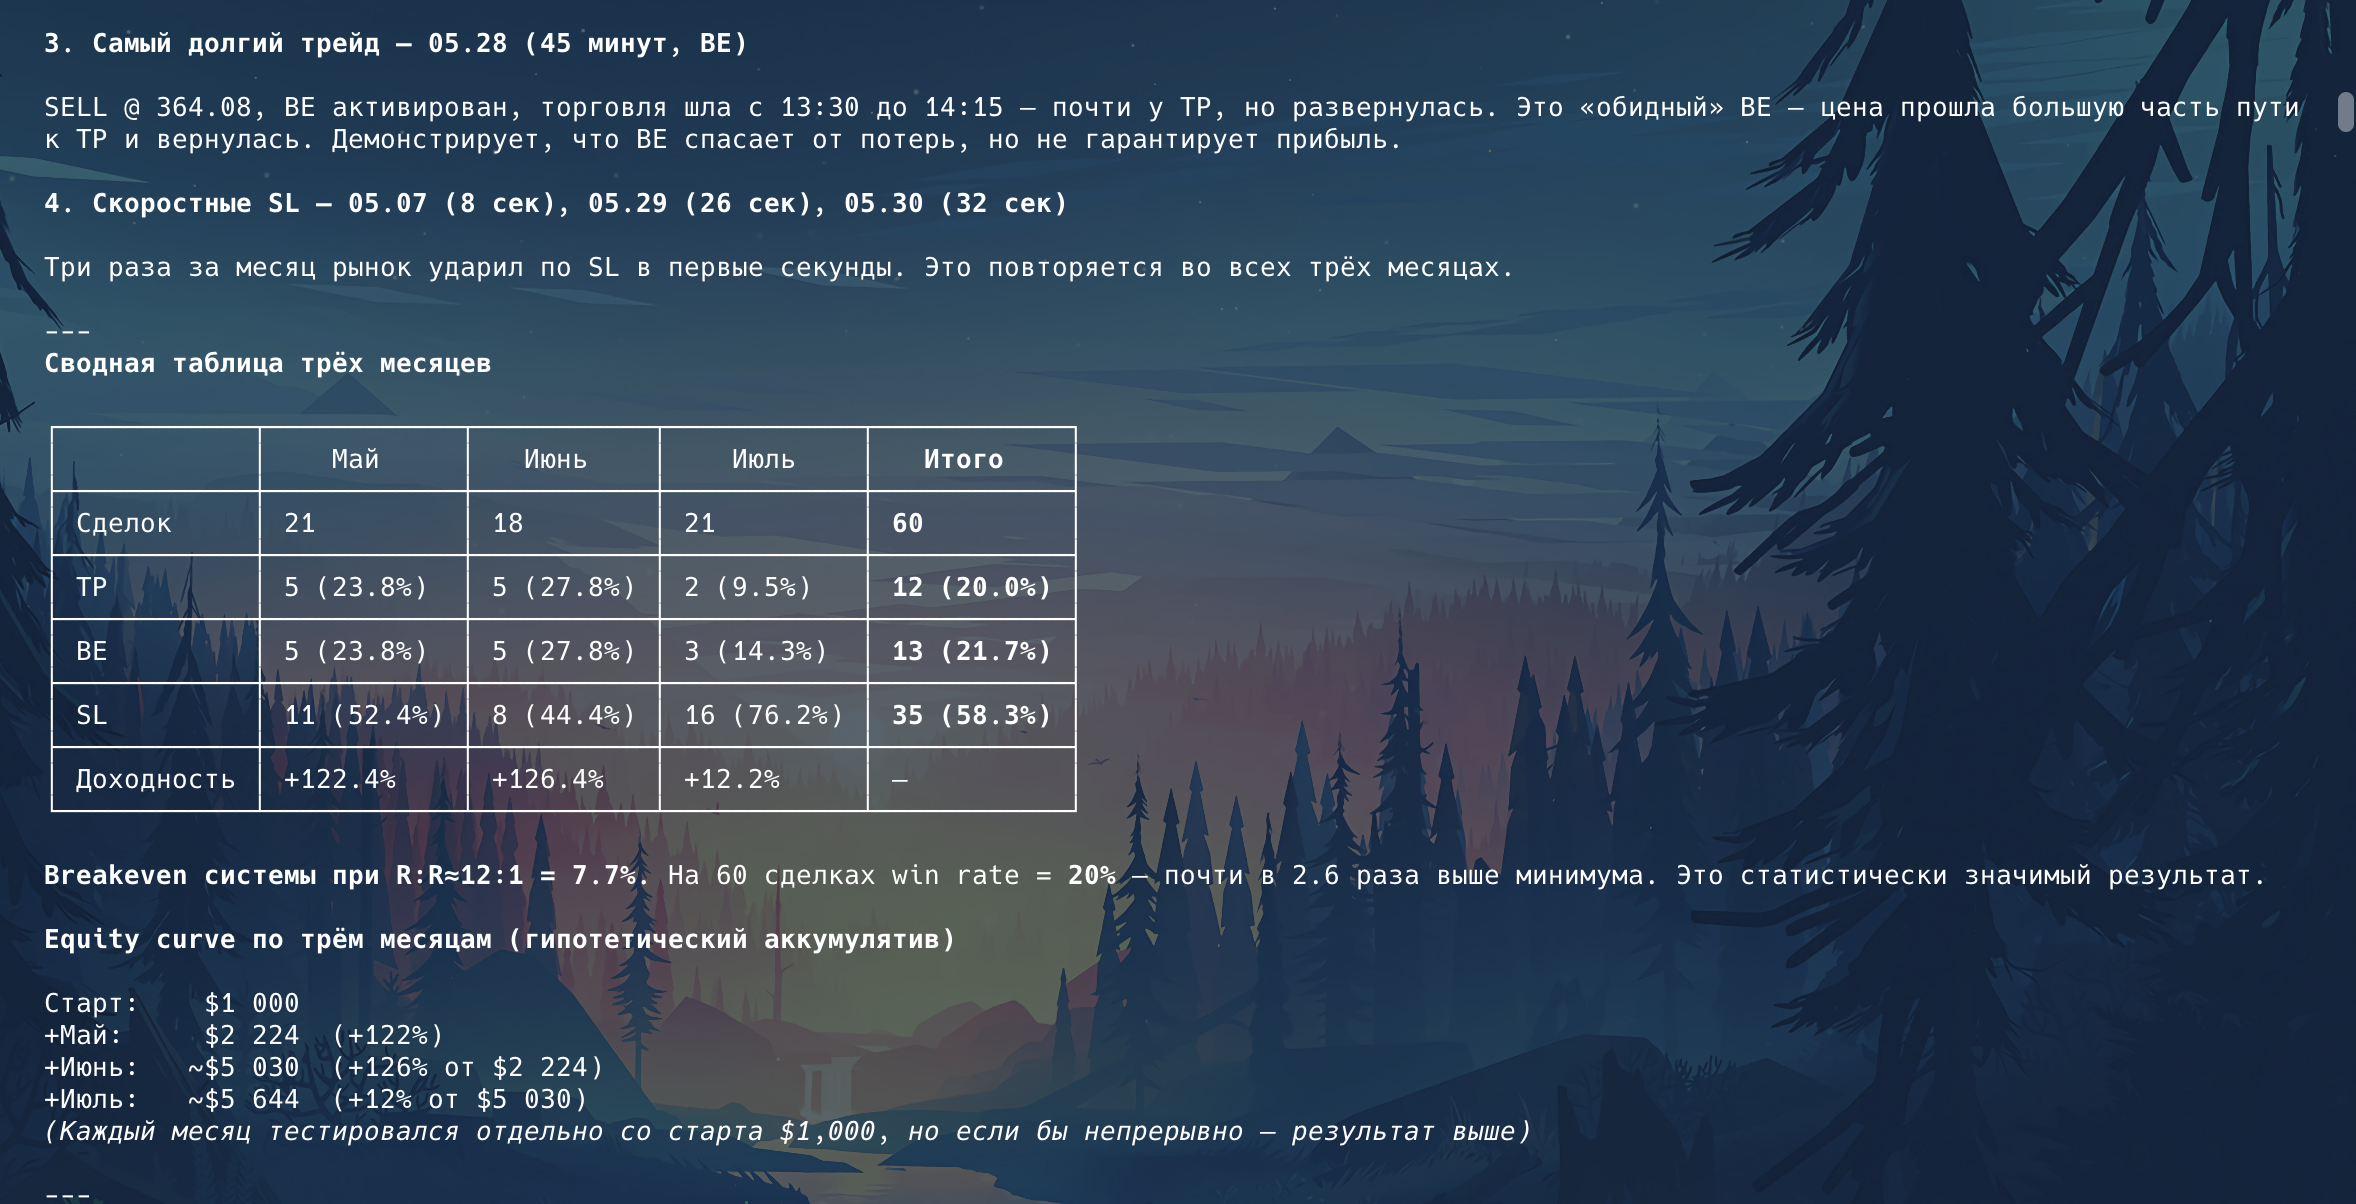 3. Самый долгий трейд — 05.28 (45 минут, BE)
SELL @ 364.08, BE активирован, торговля шла с 13:30 до 14:15 — почти у TP, но развернулась. Это «обидный» BE — цена прошла большую часть пути
к TP и вернулась. Демонстрирует, что BE спасает от потерь, но не гарантирует прибыль.
4. Скоростные SL — 05.07 (8 сек), 05.29 (26 сек), 05.30 (32 сек)
Три раза за месяц рынок ударил по SL в первые секунды. Это повторяется во всех трёх месяцах.
---
Сводная таблица трёх месяцев
Май Июнь Июль Итого
Сделок 21 18 21 60
TP 5 (23.8%) 5 (27.8%) 2 (9.5%) 12 (20.0%)
BE 5 (23.8%) 5 (27.8%) 3 (14.3%) 13 (21.7%)
SL 11 (52.4%) 8 (44.4%) 16 (76.2%) 35 (58.3%)
Доходность +122.4% +126.4% +12.2% —
Breakeven системы при R:R≈12:1 = 7.7%. На 60 сделках win rate = 20% — почти в 2.6 раза выше минимума. Это статистически значимый результат.
Equity curve по трём месяцам (гипотетический аккумулятив)
Старт: $1 000
+Май: $2 224 (+122%)
+Июнь: ~$5 030 (+126% от $2 224)
+Июль: ~$5 644 (+12% от $5 030)
(Каждый месяц тестировался отдельно со старта $1,000, но если бы непрерывно — результат выше)
---